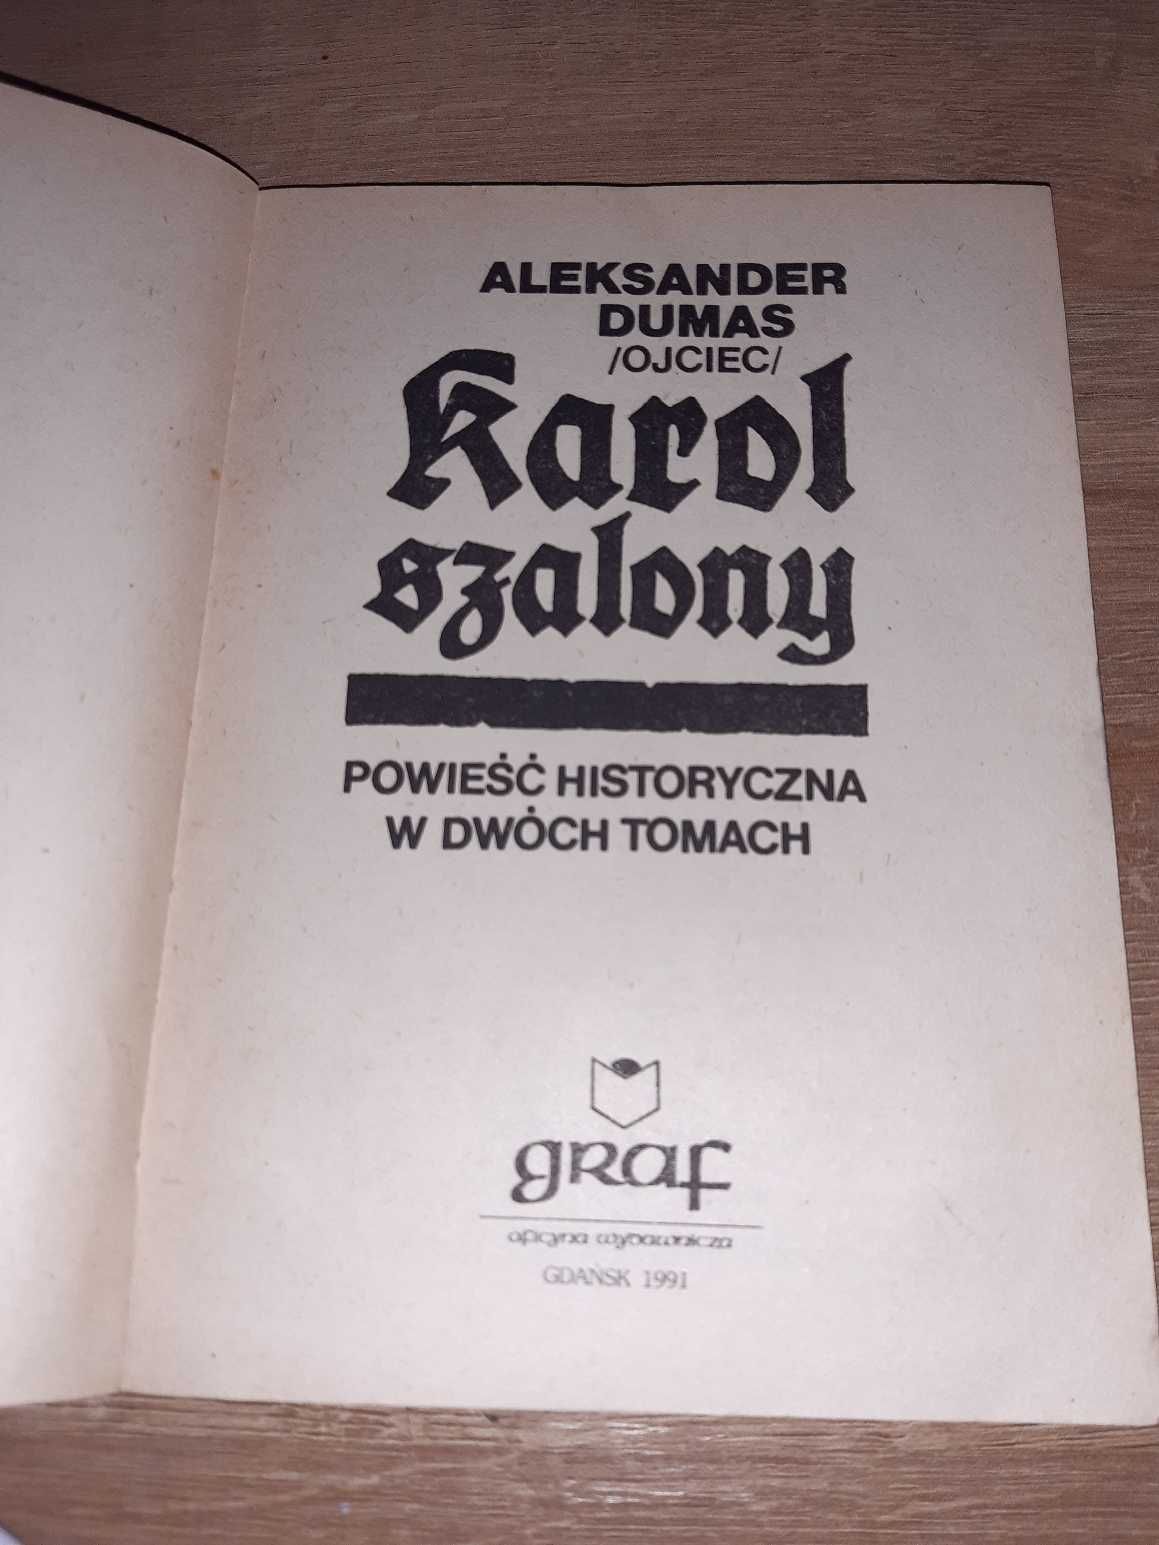 ALEKSANDER
DUMAS
/OJCIEC/
Karol
szalony
POWIEŚĆ HISTORYCZNA
W DWÓCH TOMACH
graf
oficyna wydawnicza
GDAŃSK 1991